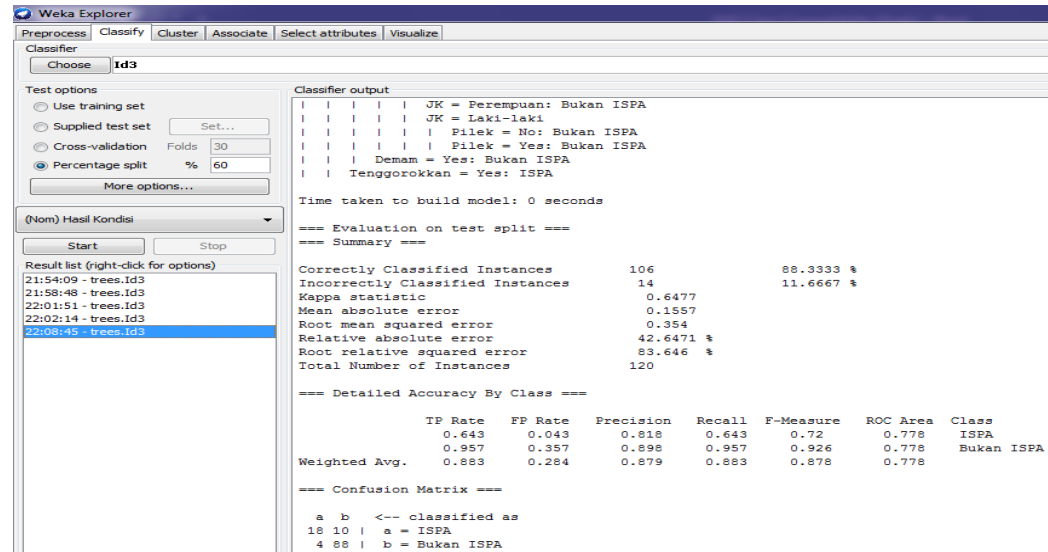 Weka Explorer
Preprocess Classify Cluster Associate Select attributes Visualize
Classifier
Choose Id3
Test options
Use training set
Supplied test set Set...
Cross-validation Folds 30
Percentage split % 60
More options...
(Nom) Hasil Kondisi
Start Stop
Result list (right-click for options)
21:54:09 - trees.Id3
21:58:48 - trees.Id3
22:01:51 - trees.Id3
22:02:14 - trees.Id3
22:08:45 - trees.Id3
Classifier output
| | | | | JK = Perempuan: Bukan ISPA
| | | | | JK = Laki-laki
| | | | | | Pilek = No: Bukan ISPA
| | | | | | Pilek = Yes: Bukan ISPA
| | | Demam = Yes: Bukan ISPA
| | Tenggorokkan = Yes: ISPA
Time taken to build model: 0 seconds
=== Evaluation on test split ===
=== Summary ===
Correctly Classified Instances 106 88.3333 %
Incorrectly Classified Instances 14 11.6667 %
Kappa statistic 0.6477
Mean absolute error 0.1557
Root mean squared error 0.354
Relative absolute error 42.6471 %
Root relative squared error 83.646 %
Total Number of Instances 120
=== Detailed Accuracy By Class ===
TP Rate FP Rate Precision Recall F-Measure ROC Area Class
0.643 0.043 0.818 0.643 0.72 0.778 ISPA
0.957 0.357 0.898 0.957 0.926 0.778 Bukan ISPA
Weighted Avg. 0.883 0.284 0.879 0.883 0.878 0.778
=== Confusion Matrix ===
a b <-- classified as
18 10 | a = ISPA
4 88 | b = Bukan ISPA